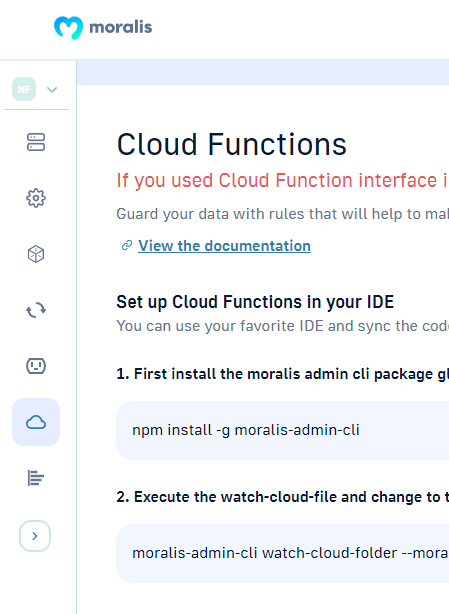 moralis
NF
Cloud Functions
If you used Cloud Function interface i
Guard your data with rules that will help to mal
View the documentation
Set up Cloud Functions in your IDE
You can use your favorite IDE and sync the code
1. First install the moralis admin cli package gl
npm install -g moralis-admin-cli
2. Execute the watch-cloud-file and change to t
moralis-admin-cli watch-cloud-folder --mora